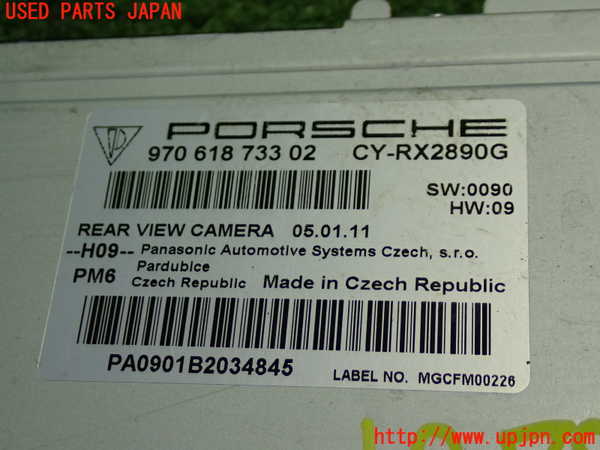 USED PARTS JAPAN
PORSCHE
970 618 733 02 CY-RX2890G
SW:0090
HW:09
REAR VIEW CAMERA 05.01.11
--H09-- Panasonic Automotive Systems Czech, s.r.o.
Pardubice
PM6 Czech Republic Made in Czech Republic
PA0901B2034845
LABEL NO. MGCFM00226
http://www.upjpn.com/